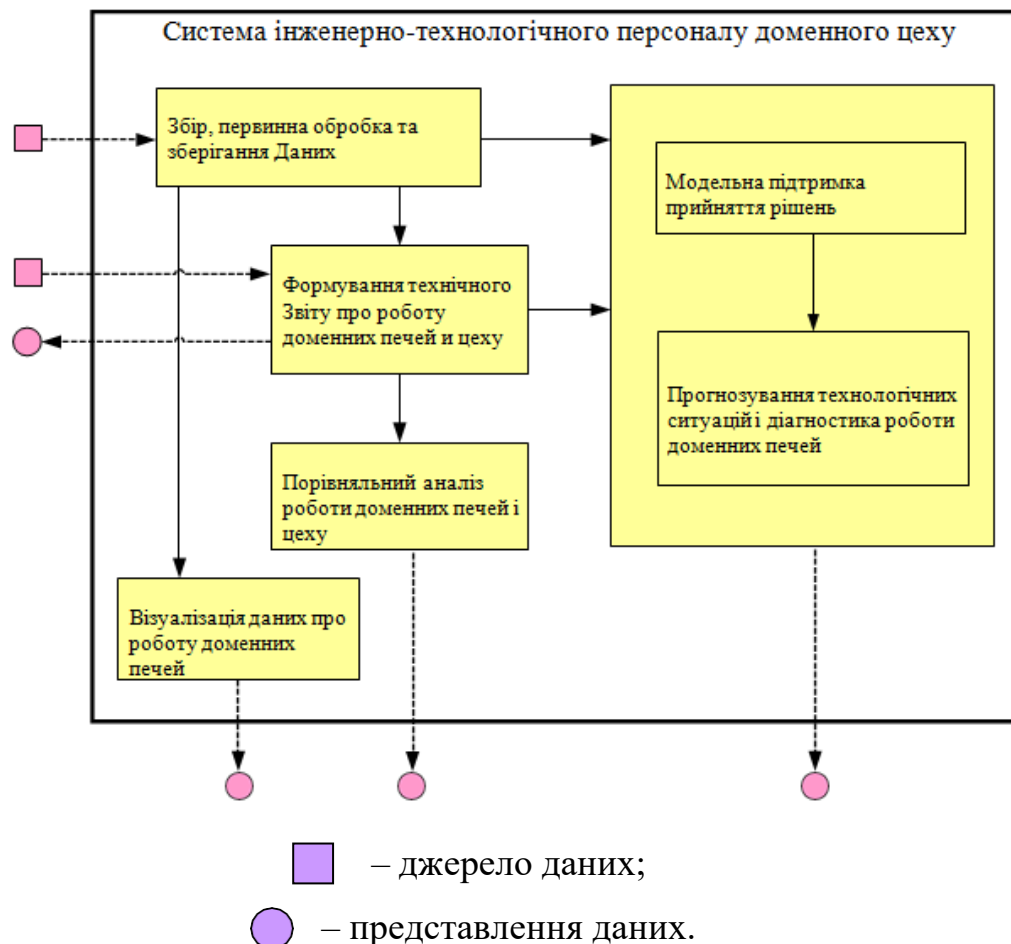 Система інженерно-технологічного персоналу доменного цеху
Збір, первинна обробка та
зберігання Даних
Модельна підтримка
прийняття рішень
Формування технічного
Звіту про роботу
доменних печей и цеху
Прогнозування технологічних
ситуацій і діагностика роботи
доменних печей
Порівняльний аналіз
роботи доменних печей і
цеху
Візуалізація даних про
роботу доменних
печей
– джерело даних;
– представлення даних.